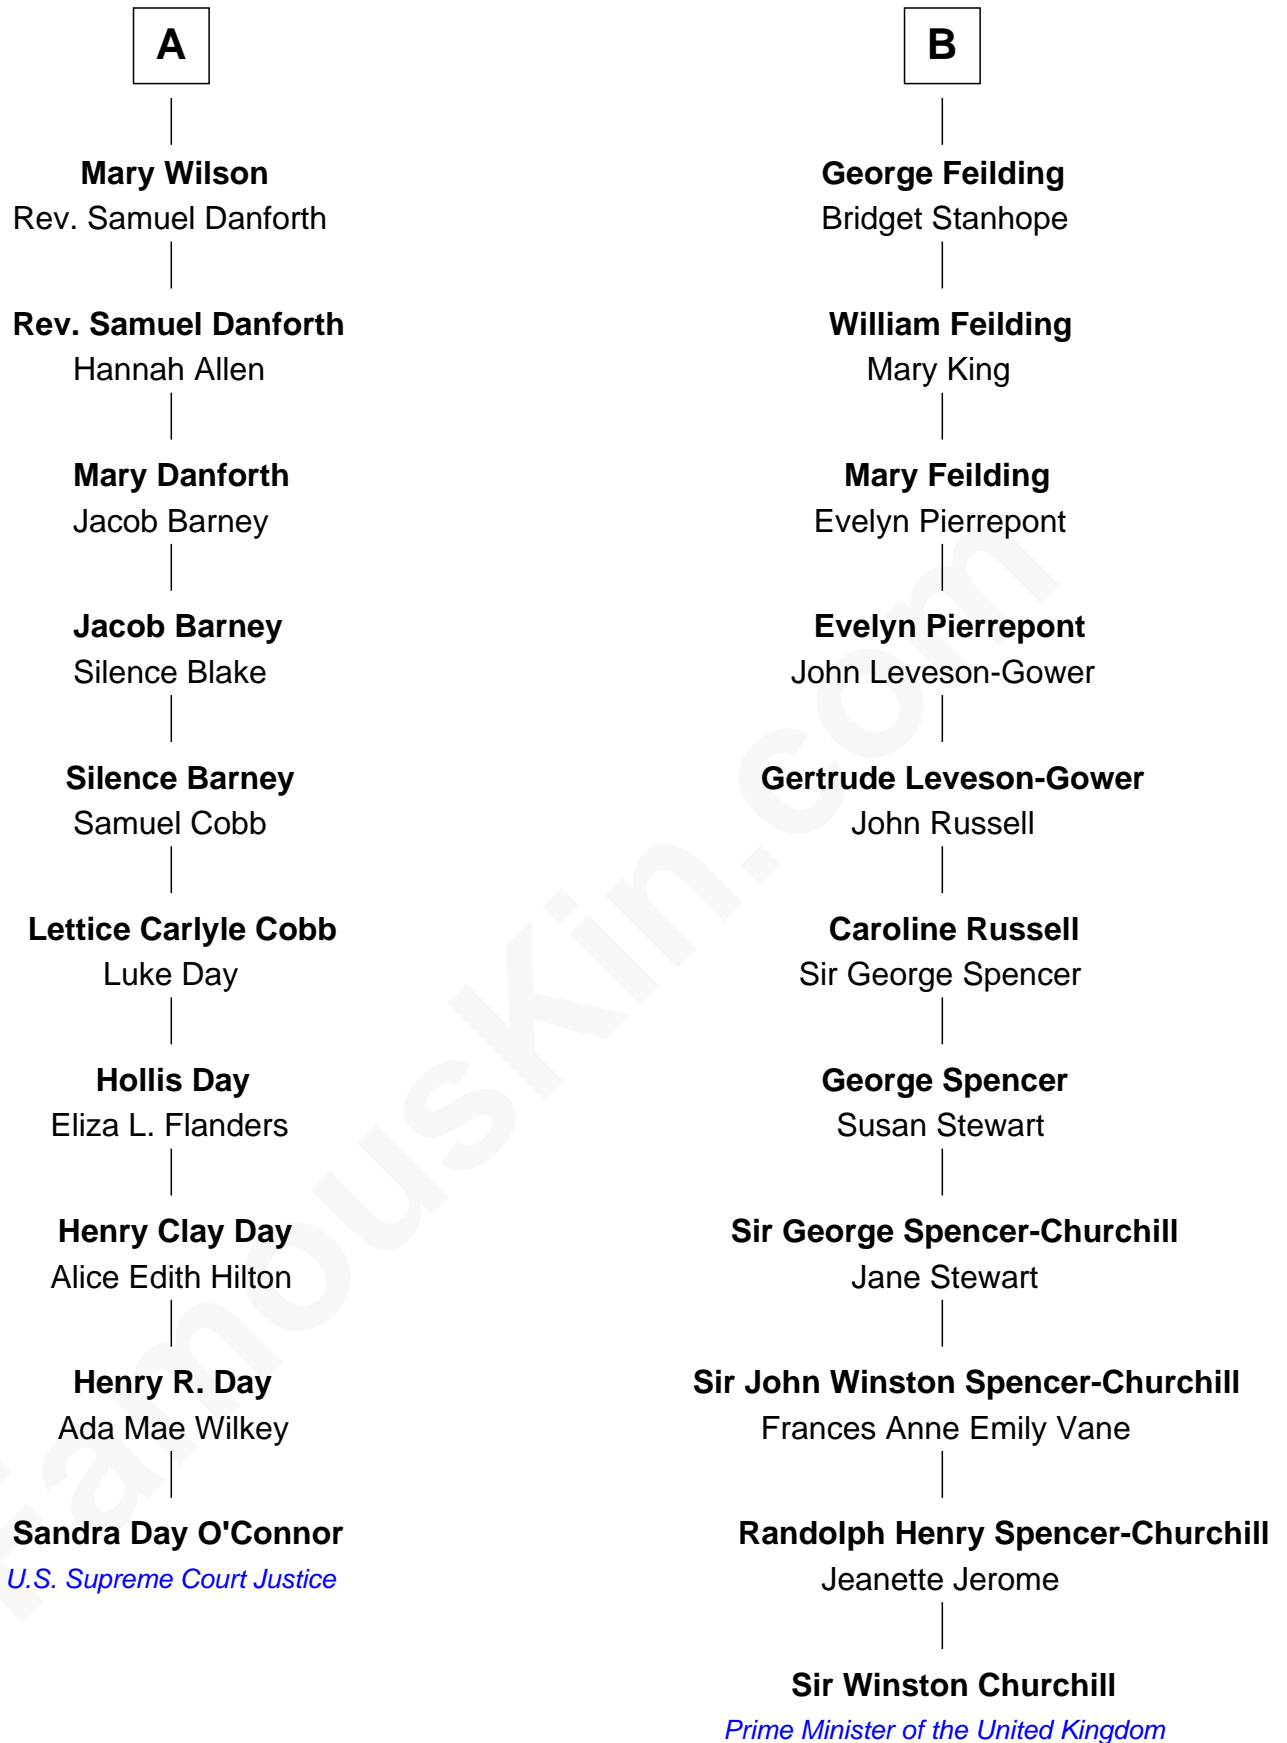 A
Mary Wilson
Rev. Samuel Danforth
Rev. Samuel Danforth
Hannah Allen
Mary Danforth
Jacob Barney
Jacob Barney
Silence Blake
Silence Barney
Samuel Cobb
Lettice Carlyle Cobb
Luke Day
Hollis Day
Eliza L. Flanders
Henry Clay Day
Alice Edith Hilton
Henry R. Day
Ada Mae Wilkey
Sandra Day O'Connor
U.S. Supreme Court Justice
B
George Feilding
Bridget Stanhope
William Feilding
Mary King
Mary Feilding
Evelyn Pierrepont
Evelyn Pierrepont
John Leveson-Gower
Gertrude Leveson-Gower
John Russell
Caroline Russell
Sir George Spencer
George Spencer
Susan Stewart
Sir George Spencer-Churchill
Jane Stewart
Sir John Winston Spencer-Churchill
Frances Anne Emily Vane
Randolph Henry Spencer-Churchill
Jeanette Jerome
Sir Winston Churchill
Prime Minister of the United Kingdom
FamousKin.com